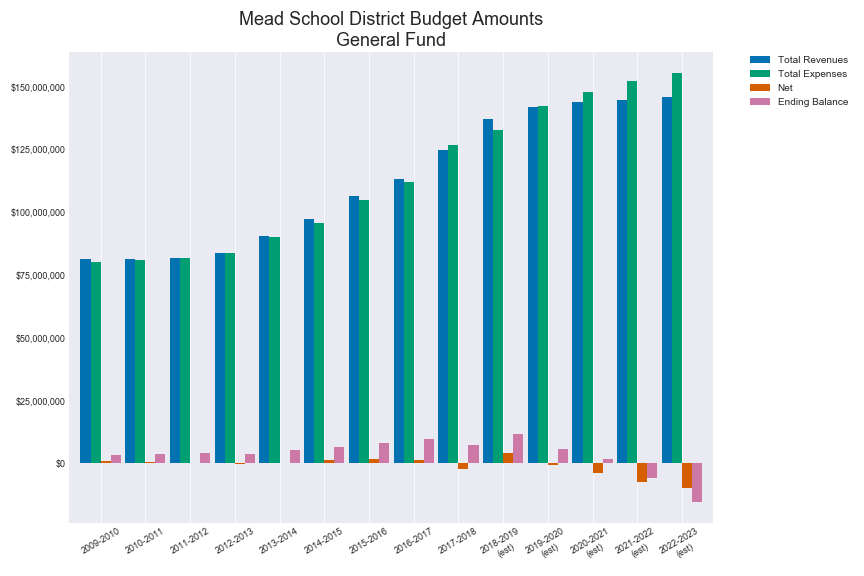 Mead School District Budget Amounts
General Fund
Total Revenues
Total Expenses
Net
Ending Balance
$150,000,000
$125,000,000
$100,000,000
$75,000,000
$50,000,000
$25,000,000
$0
2009-2010
2010-2011
2011-2012
2012-2013
2013-2014
2014-2015
2015-2016
2016-2017
2017-2018
2018-2019
(est)
2019-2020
(est)
2020-2021
(est)
2021-2022
(est)
2022-2023
(est)